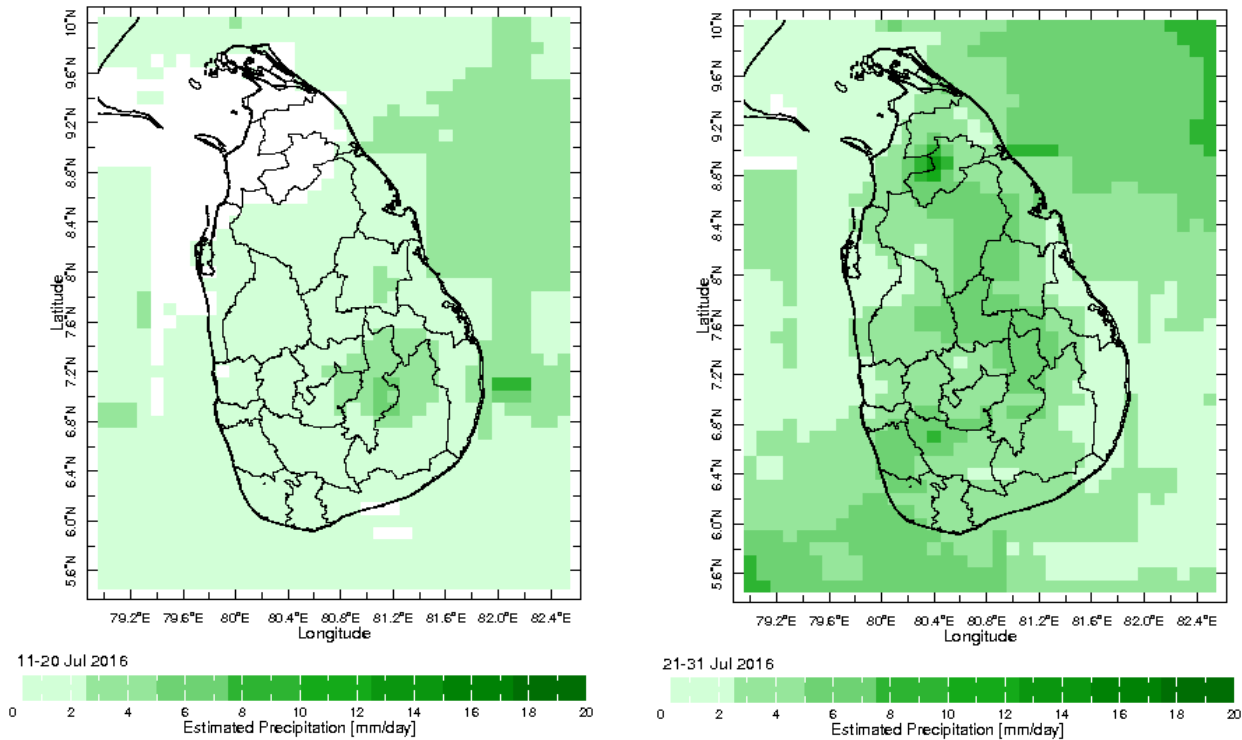 10°N
9.6°N
9.2°N
8.8°N
8.4°N
8°N
7.6°N
7.2°N
6.8°N
6.4°N
6.0°N
5.6°N
Latitude
79.2°E 79.6°E 80°E 80.4°E 80.8°E 81.2°E 81.6°E 82.0°E 82.4°E
Longitude
11-20 Jul 2016
0 2 4 6 8 10 12 14 16 18 20
Estimated Precipitation [mm/day]
10°N
9.6°N
9.2°N
8.8°N
8.4°N
8°N
7.6°N
7.2°N
6.8°N
6.4°N
6.0°N
5.6°N
Latitude
79.2°E 79.6°E 80°E 80.4°E 80.8°E 81.2°E 81.6°E 82.0°E 82.4°E
Longitude
21-31 Jul 2016
0 2 4 6 8 10 12 14 16 18 20
Estimated Precipitation [mm/day]